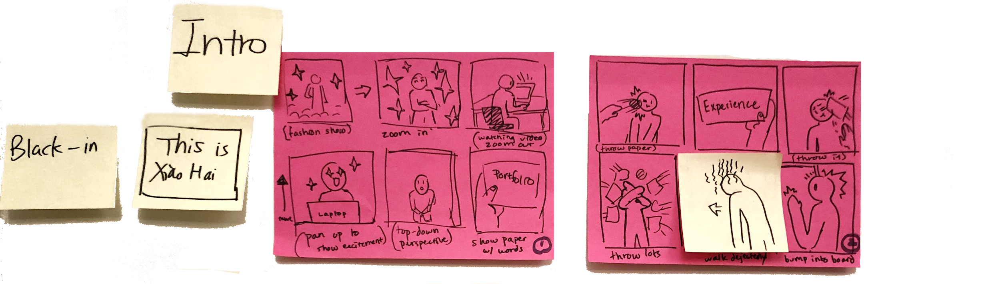 Intro
Black-in
This is
Xiào Hai
(fashion show)
zoom in
(watching video
zoom out)
Laptop
move
(pan up to
show excitement)
(top-down
perspective)
Portfolio
show paper
w/ words
1
(throw paper)
Experience
(throw it)
throw lots
walk dejectedly
bump into board
2